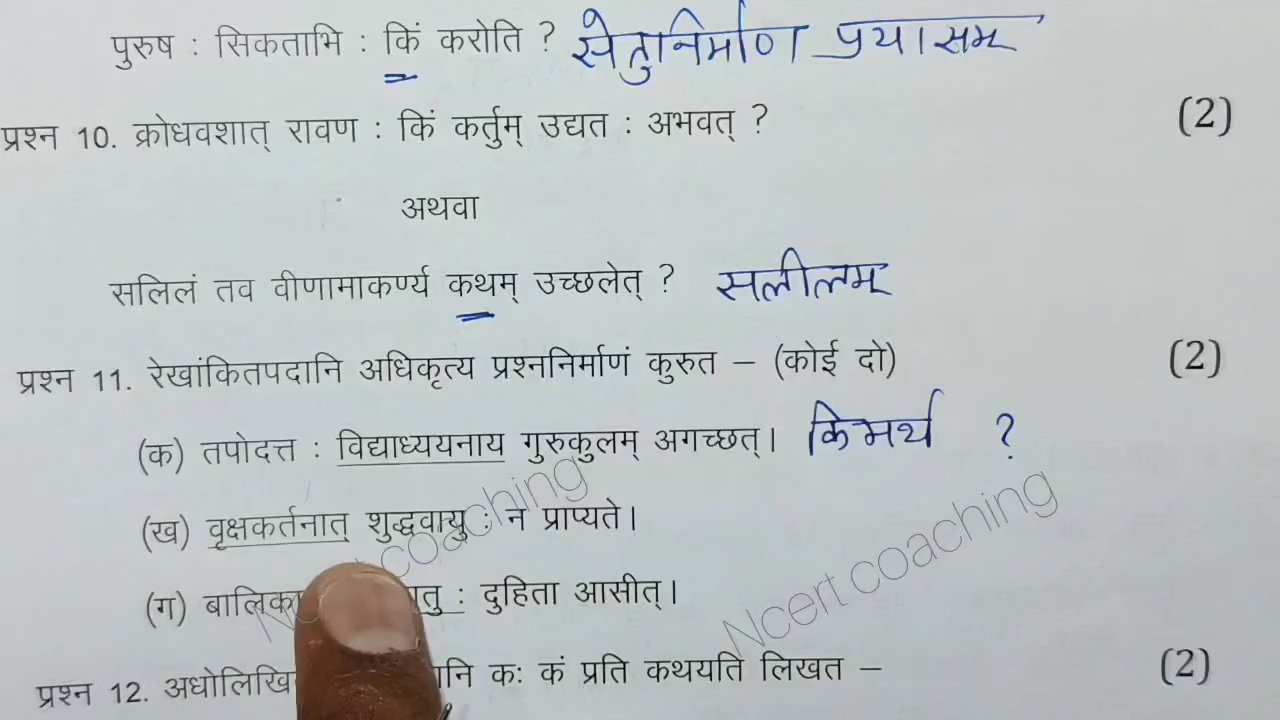 पुरुष : सिकताभि : किं करोति ? सेतुनिर्माण प्रयासम्
प्रश्न 10. क्रोधवशात् रावण : किं कर्तुम् उद्यत : अभवत् ? (2)
अथवा
सलिलं तव वीणामाकर्ण्य कथम् उच्छलेत् ? सलीलम्
प्रश्न 11. रेखांकितपदानि अधिकृत्य प्रश्ननिर्माणं कुरुत – (कोई दो) (2)
(क) तपोदत्त : विद्याध्ययनाय गुरुकुलम् अगच्छत्। किमर्थ ?
(ख) वृक्षकर्तनात् शुद्धवायु : न प्राप्यते।
(ग) दुहिता आसीत्।
प्रश्न 12. कः कं प्रति कथयति लिखत – (2)
Ncert coaching
Ncert coaching